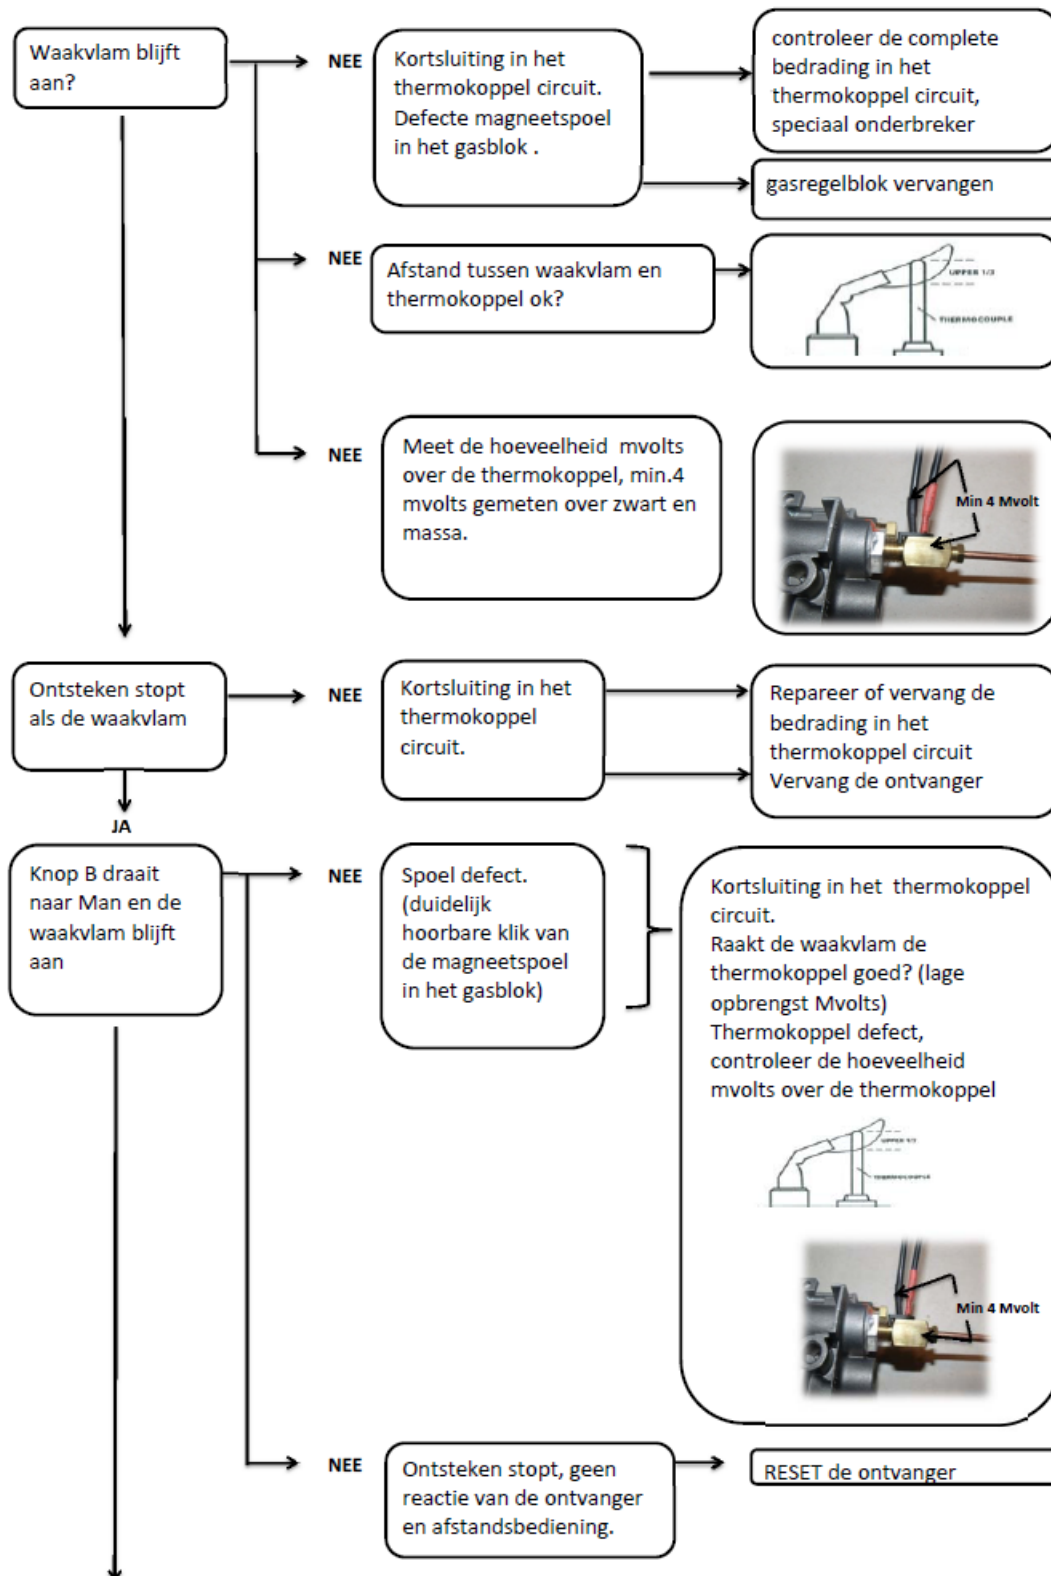 Waakvlam blijft
aan?
NEE
Kortsluiting in het
thermokoppel circuit.
Defecte magneetspoel
in het gasblok .
controleer de complete
bedrading in het
thermokoppel circuit,
speciaal onderbreker
gasregelblok vervangen
NEE
Afstand tussen waakvlam en
thermokoppel ok?
UPPER 1/3
THERMOCOUPLE
NEE
Meet de hoeveelheid mvolts
over de thermokoppel, min.4
mvolts gemeten over zwart en
massa.
Min 4 Mvolt
Ontsteken stopt
als de waakvlam
NEE
Kortsluiting in het
thermokoppel
circuit.
Repareer of vervang de
bedrading in het
thermokoppel circuit
Vervang de ontvanger
JA
Knop B draait
naar Man en de
waakvlam blijft
aan
NEE
Spoel defect.
(duidelijk
hoorbare klik van
de magneetspoel
in het gasblok)
Kortsluiting in het thermokoppel
circuit.
Raakt de waakvlam de
thermokoppel goed? (lage
opbrengst Mvolts)
Thermokoppel defect,
controleer de hoeveelheid
mvolts over de thermokoppel
UPPER 1/3
THERMOCOUPLE
Min 4 Mvolt
NEE
Ontsteken stopt, geen
reactie van de ontvanger
en afstandsbediening.
RESET de ontvanger